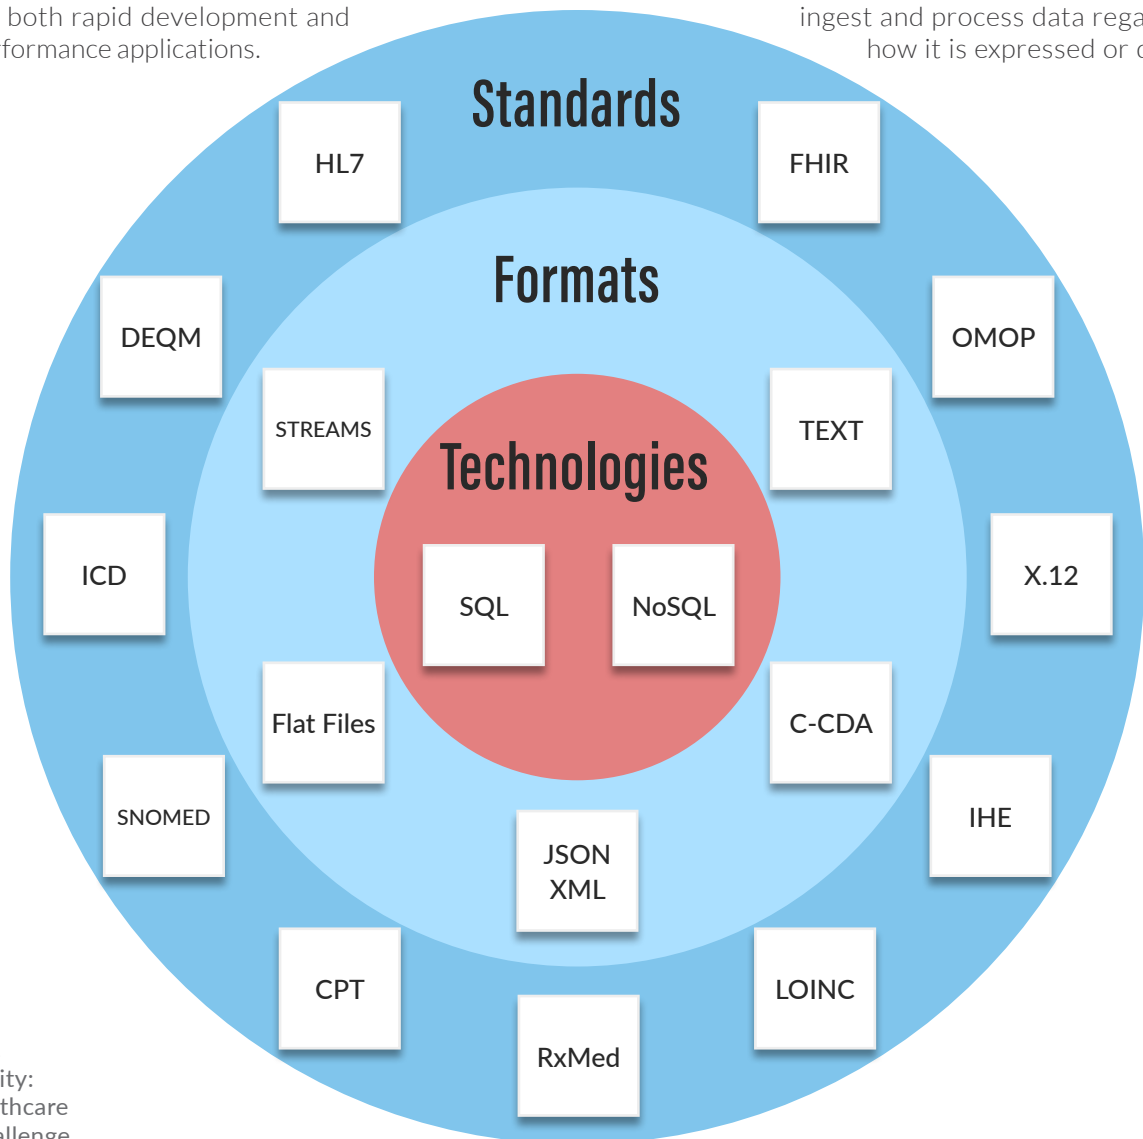 both rapid development and
formance applications.
ingest and process data rega
how it is expressed or
Standards
HL7
FHIR
Formats
DEQM
OMOP
STREAMS
TEXT
Technologies
ICD
X.12
SQL
NoSQL
Flat Files
C-CDA
SNOMED
IHE
JSON
XML
CPT
LOINC
RxMed
ity:
thcare
allenge